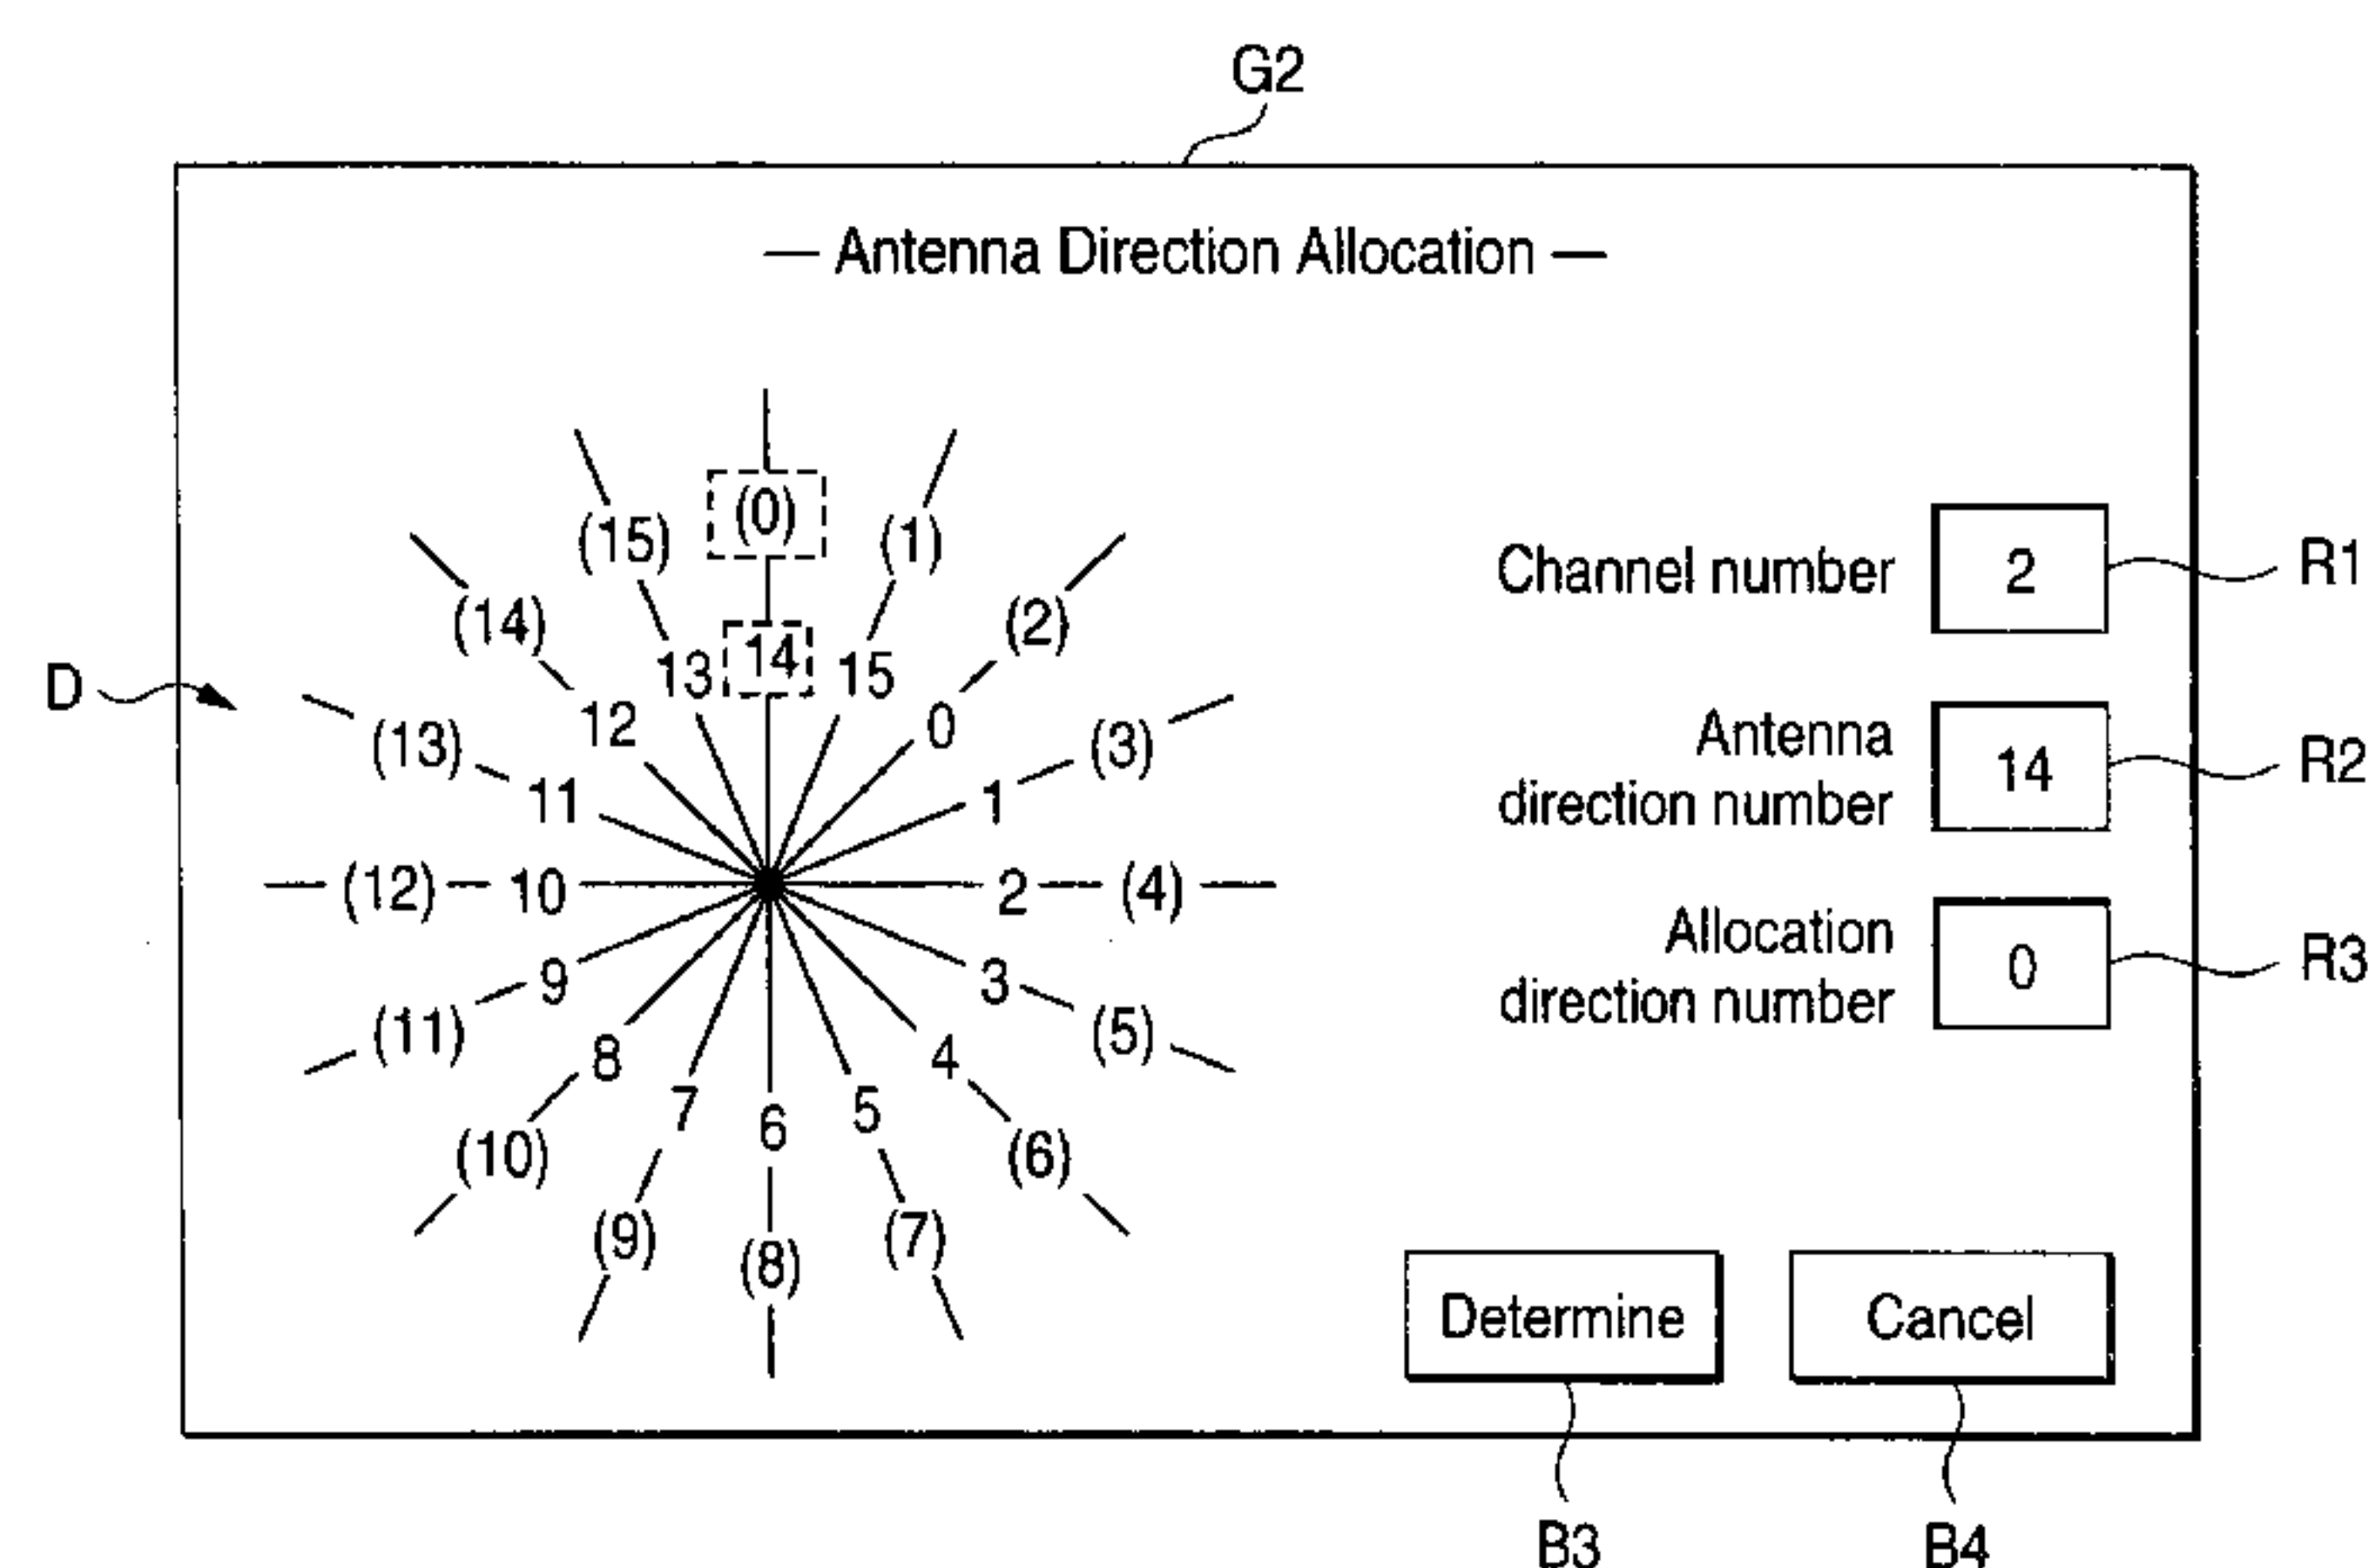 G2
— Antenna Direction Allocation —
(0)
(15) (1)
(14) (2)
13 14 15
12 0
(13) (3)
11 1
(12) 10 2 (4)
9 3
(11) (5)
8 4
7 6 5
(10) (6)
(9) (8) (7)
D
Channel number 2 R1
Antenna
direction number 14 R2
Allocation
direction number 0 R3
Determine Cancel
B3 B4